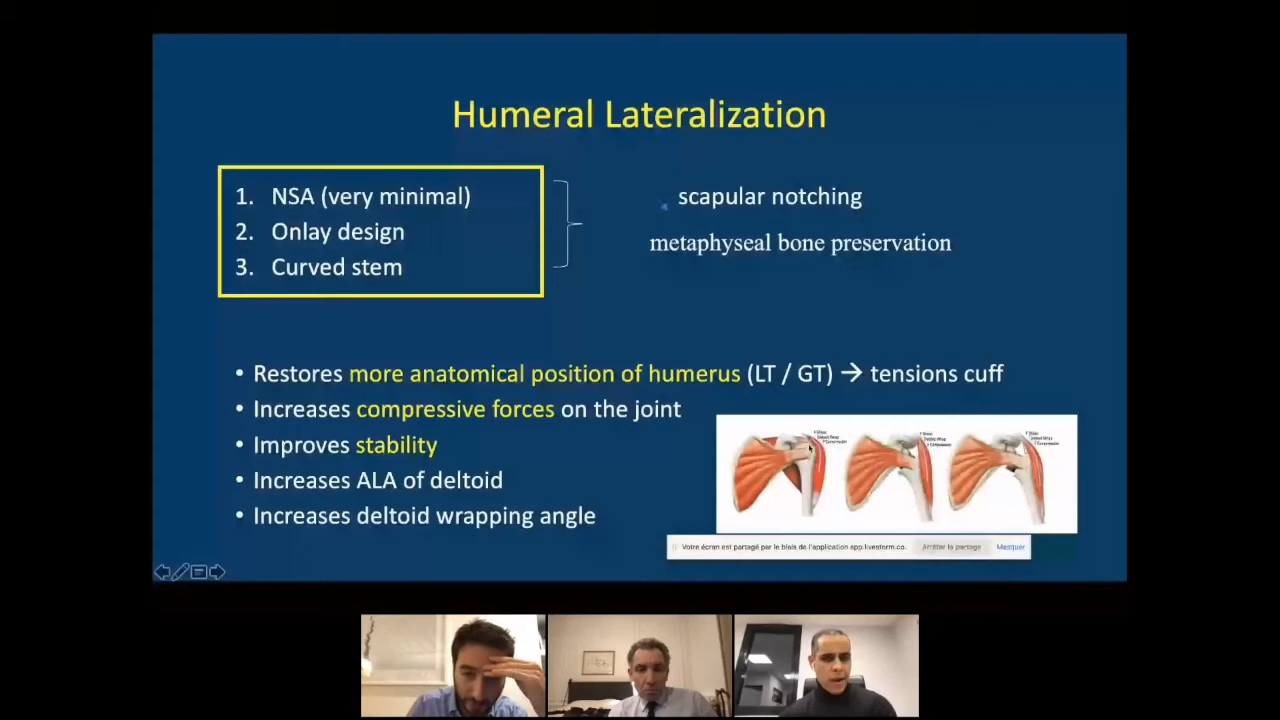 Humeral Lateralization
1. NSA (very minimal)
2. Onlay design
3. Curved stem
scapular notching
metaphyseal bone preservation
• Restores more anatomical position of humerus (LT / GT) → tensions cuff
• Increases compressive forces on the joint
• Improves stability
• Increases ALA of deltoid
• Increases deltoid wrapping angle
Votre écran est partagé par le biais de l'application app.livestorm.co.
Arrêter le partage
Masquer